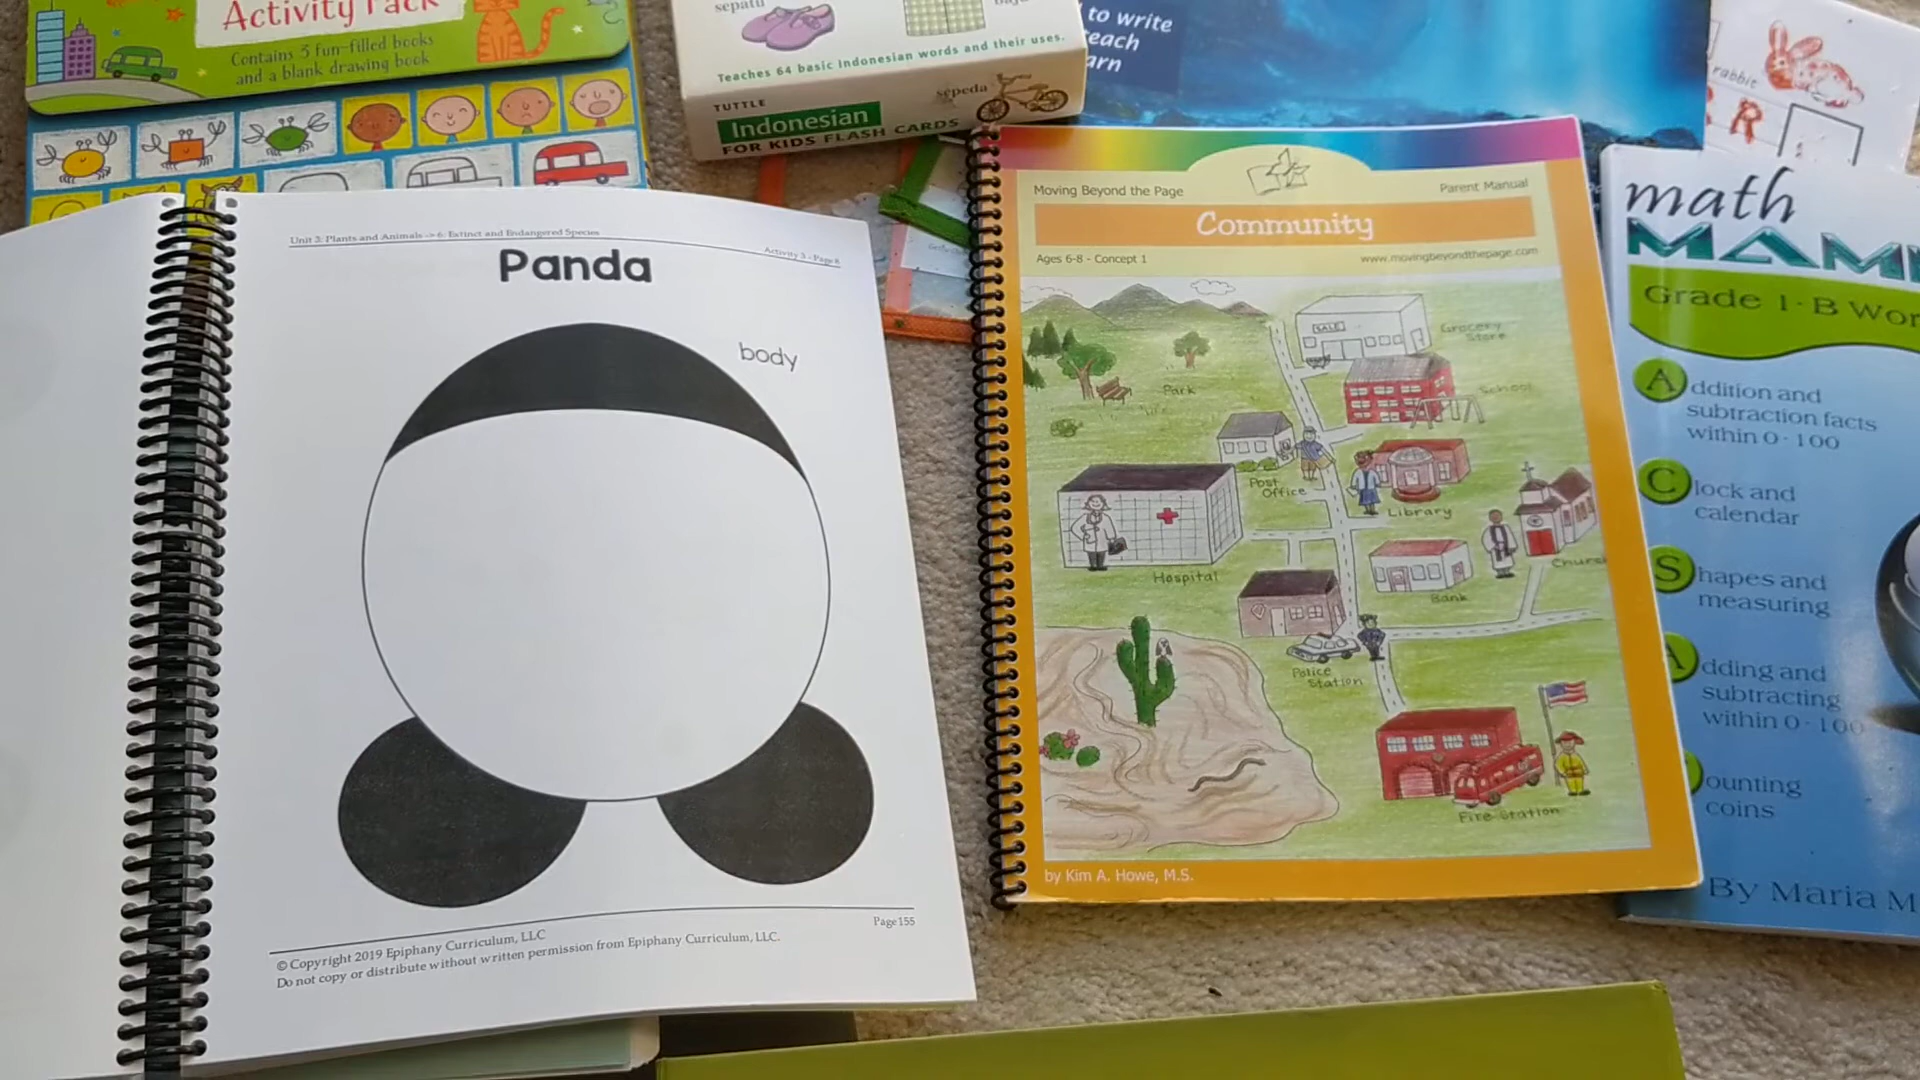 Activity Pack
Contains 3 fun-filled books
and a blank drawing book
sepatu
Teaches 64 basic Indonesian words and their uses.
sepeda
TUTTLE
Indonesian
FOR KIDS FLASH CARDS
to write
teach
rabbit
R
Unit 3: Plants and Animals -> 6: Extinct and Endangered Species
Activity 3 - Page 8
Panda
body
Page 155
© Copyright 2019 Epiphany Curriculum, LLC
Do not copy or distribute without written permission from Epiphany Curriculum, LLC.
Moving Beyond the Page
Parent Manual
Community
Ages 6-8 - Concept 1
www.movingbeyondthepage.com
SALE
Grocery
Store
School
Park
Post
Office
Library
Church
Hospital
Bank
Police
Station
Fire Station
by Kim A. Howe, M.S.
math
MAM
Grade 1·B Wor
Addition and
subtraction facts
within 0-100
Clock and
calendar
Shapes and
measuring
Adding and
subtracting
within 0-100
ounting
coins
By Maria M